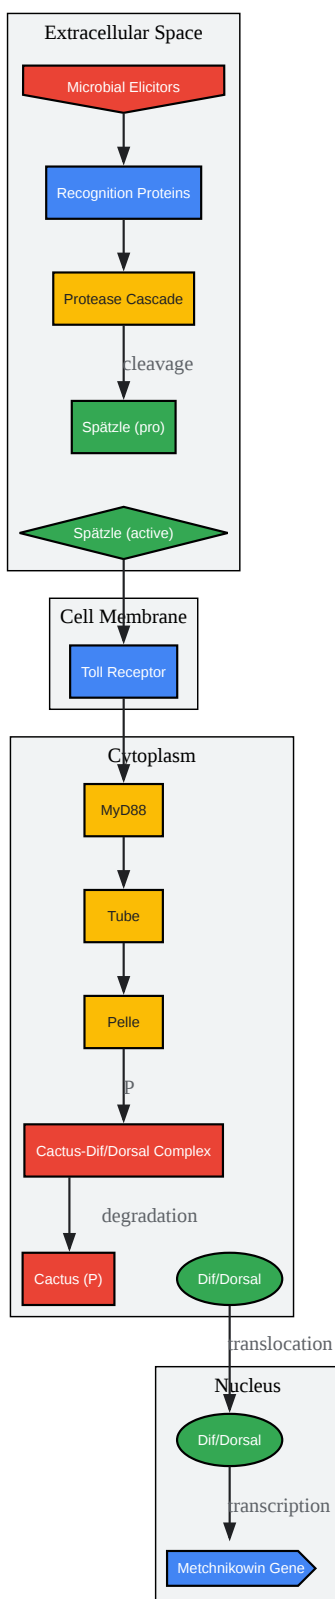 Extracellular Space
Microbial Elicitors
Recognition Proteins
Protease Cascade
cleavage
Spätzle (pro)
Spätzle (active)
Cell Membrane
Toll Receptor
Cytoplasm
MyD88
Tube
Pelle
P
Cactus-Dif/Dorsal Complex
degradation
Cactus (P)
Dif/Dorsal
translocation
Nucleus
Dif/Dorsal
transcription
Metchnikowin Gene